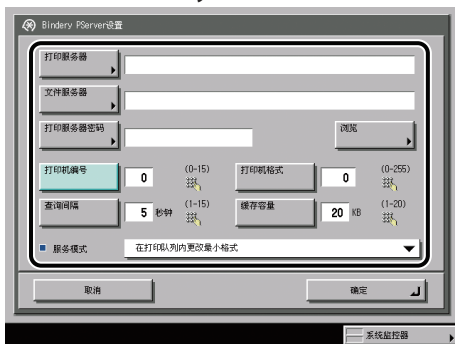 Bindery PServer设置
打印服务器
文件服务器
打印服务器密码 浏览
打印机编号 0 (0-15) 打印机格式 0 (0-255)
查询间隔 5 秒钟 (1-15) 缓存容量 20 KB (1-20)
服务模式 在打印队列内更改最小格式
取消 确定
系统监控器